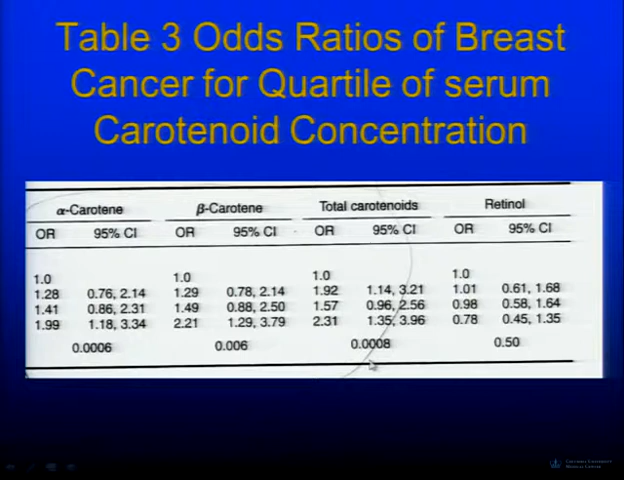 Table 3 Odds Ratios of Breast
Cancer for Quartile of serum
Carotenoid Concentration
α-Carotene β-Carotene Total carotenoids Retinol
OR 95% CI OR 95% CI OR 95% CI OR 95% CI
1.0 1.0 1.0 1.0
1.28 0.76, 2.14 1.29 0.78, 2.14 1.92 1.14, 3.21 1.01 0.61, 1.68
1.41 0.86, 2.31 1.49 0.88, 2.50 1.57 0.96, 2.56 0.98 0.58, 1.64
1.99 1.18, 3.34 2.21 1.29, 3.79 2.31 1.35, 3.96 0.78 0.45, 1.35
0.0006 0.006 0.0008 0.50
Columbia University
Medical Center